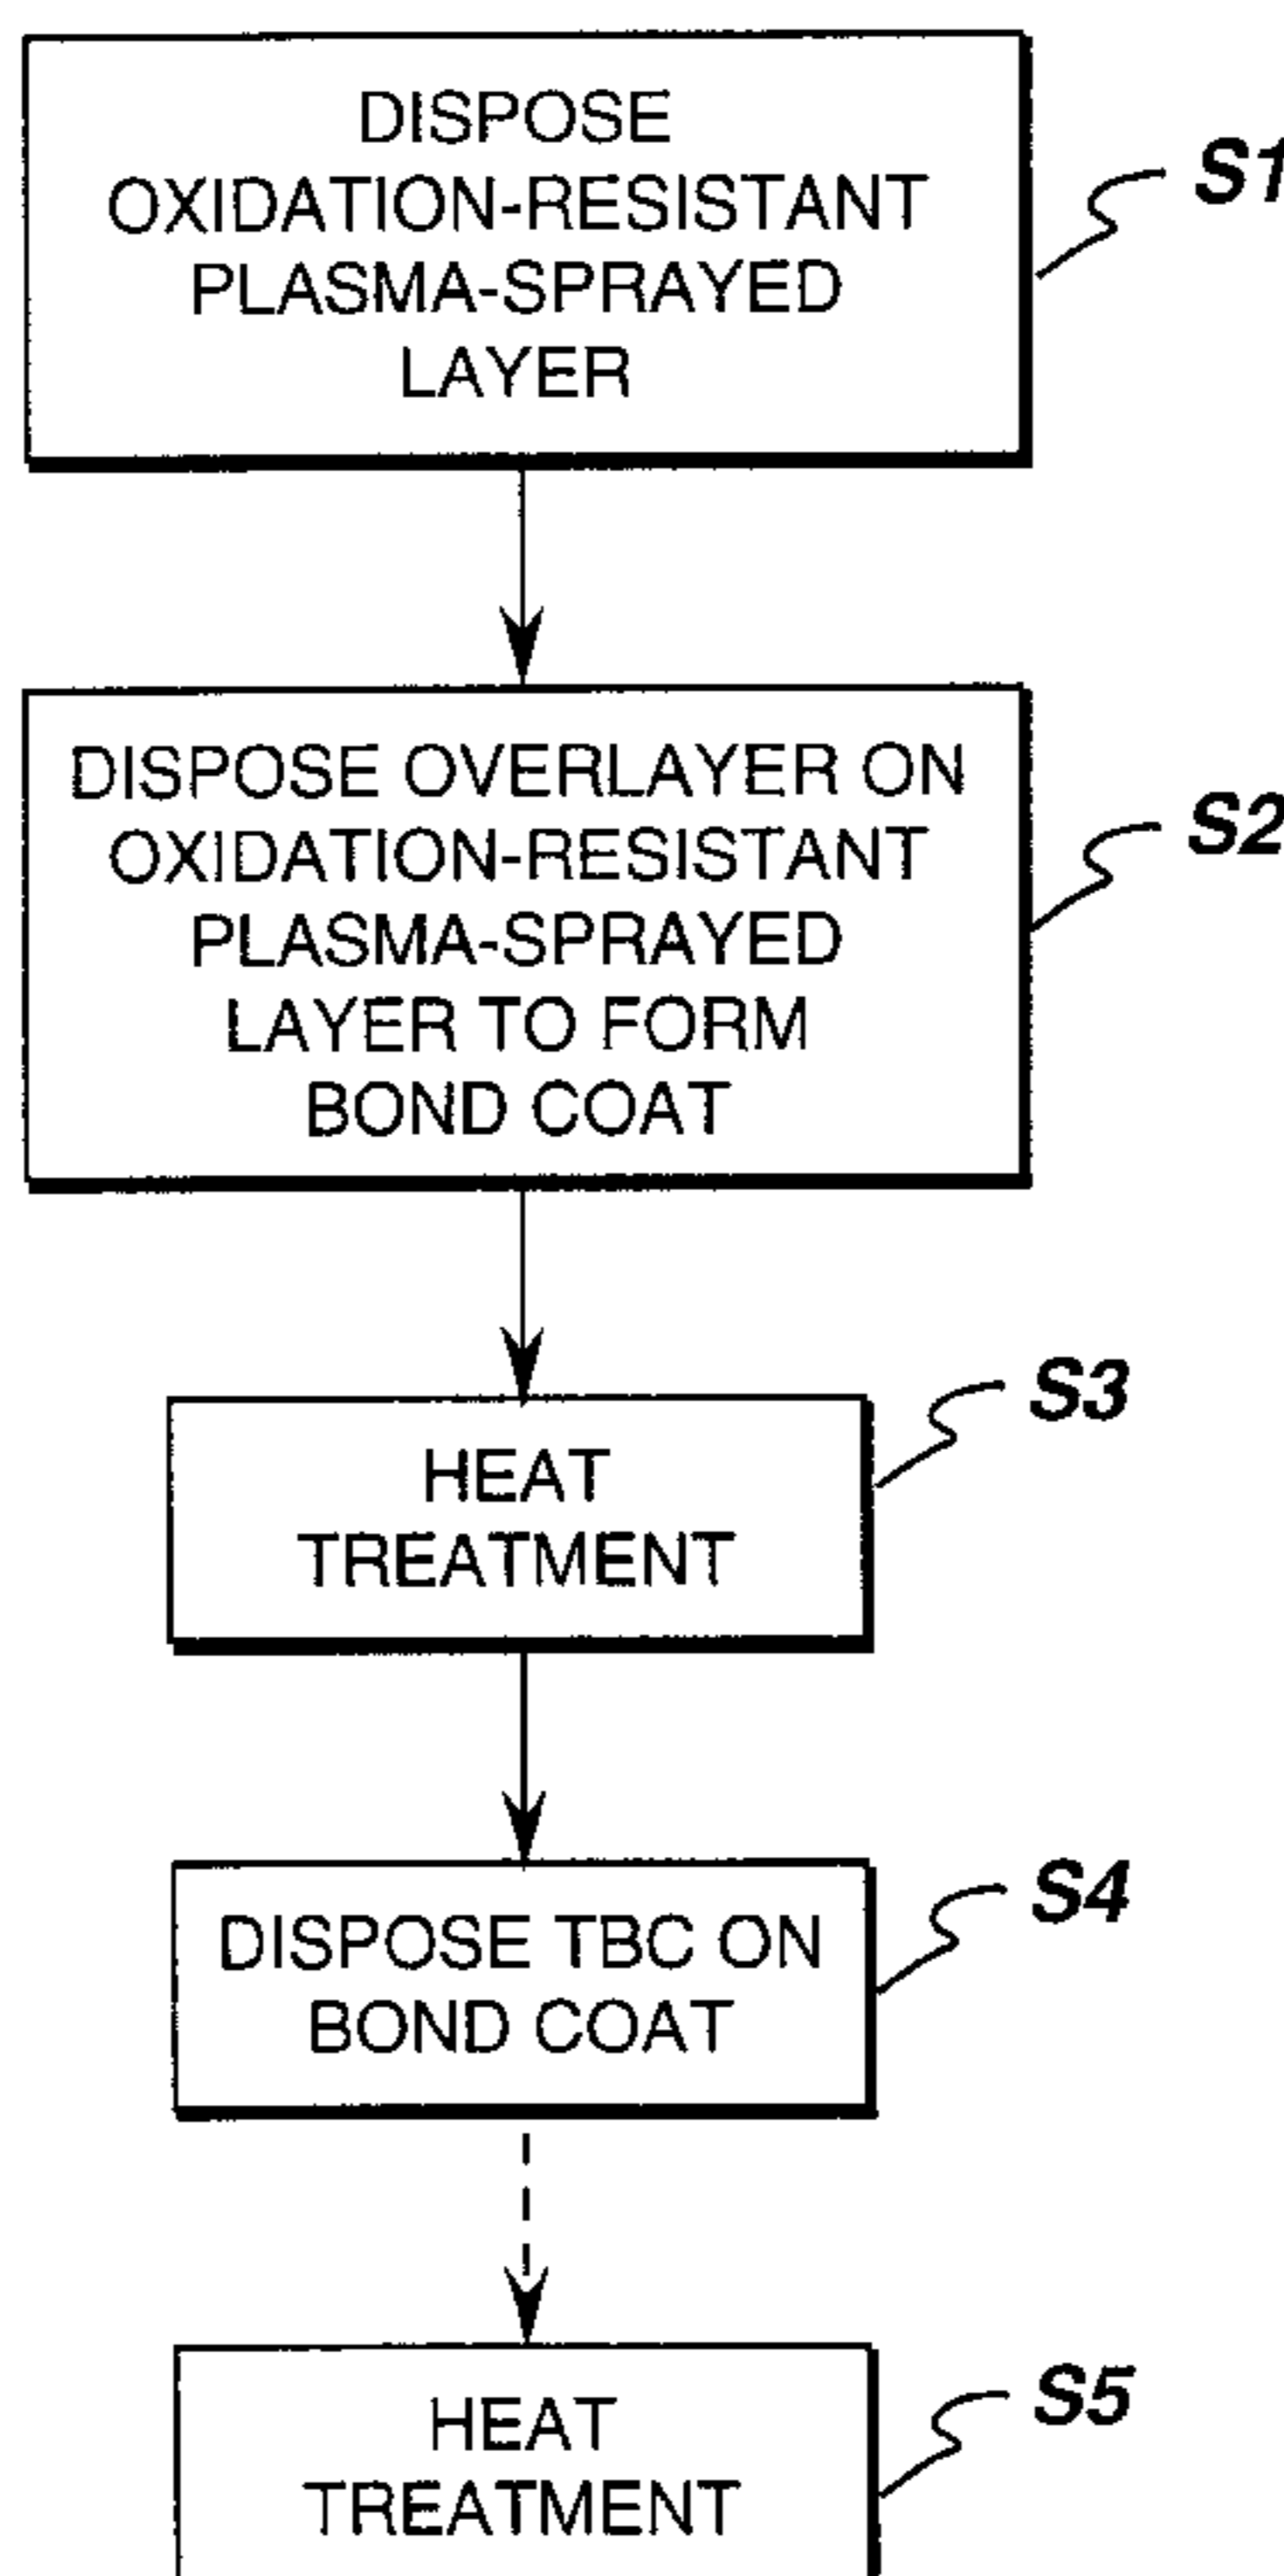 DISPOSE
OXIDATION-RESISTANT
PLASMA-SPRAYED
LAYER
S1
DISPOSE OVERLAYER ON
OXIDATION-RESISTANT
PLASMA-SPRAYED
LAYER TO FORM
BOND COAT
S2
HEAT
TREATMENT
S3
DISPOSE TBC ON
BOND COAT
S4
HEAT
TREATMENT
S5